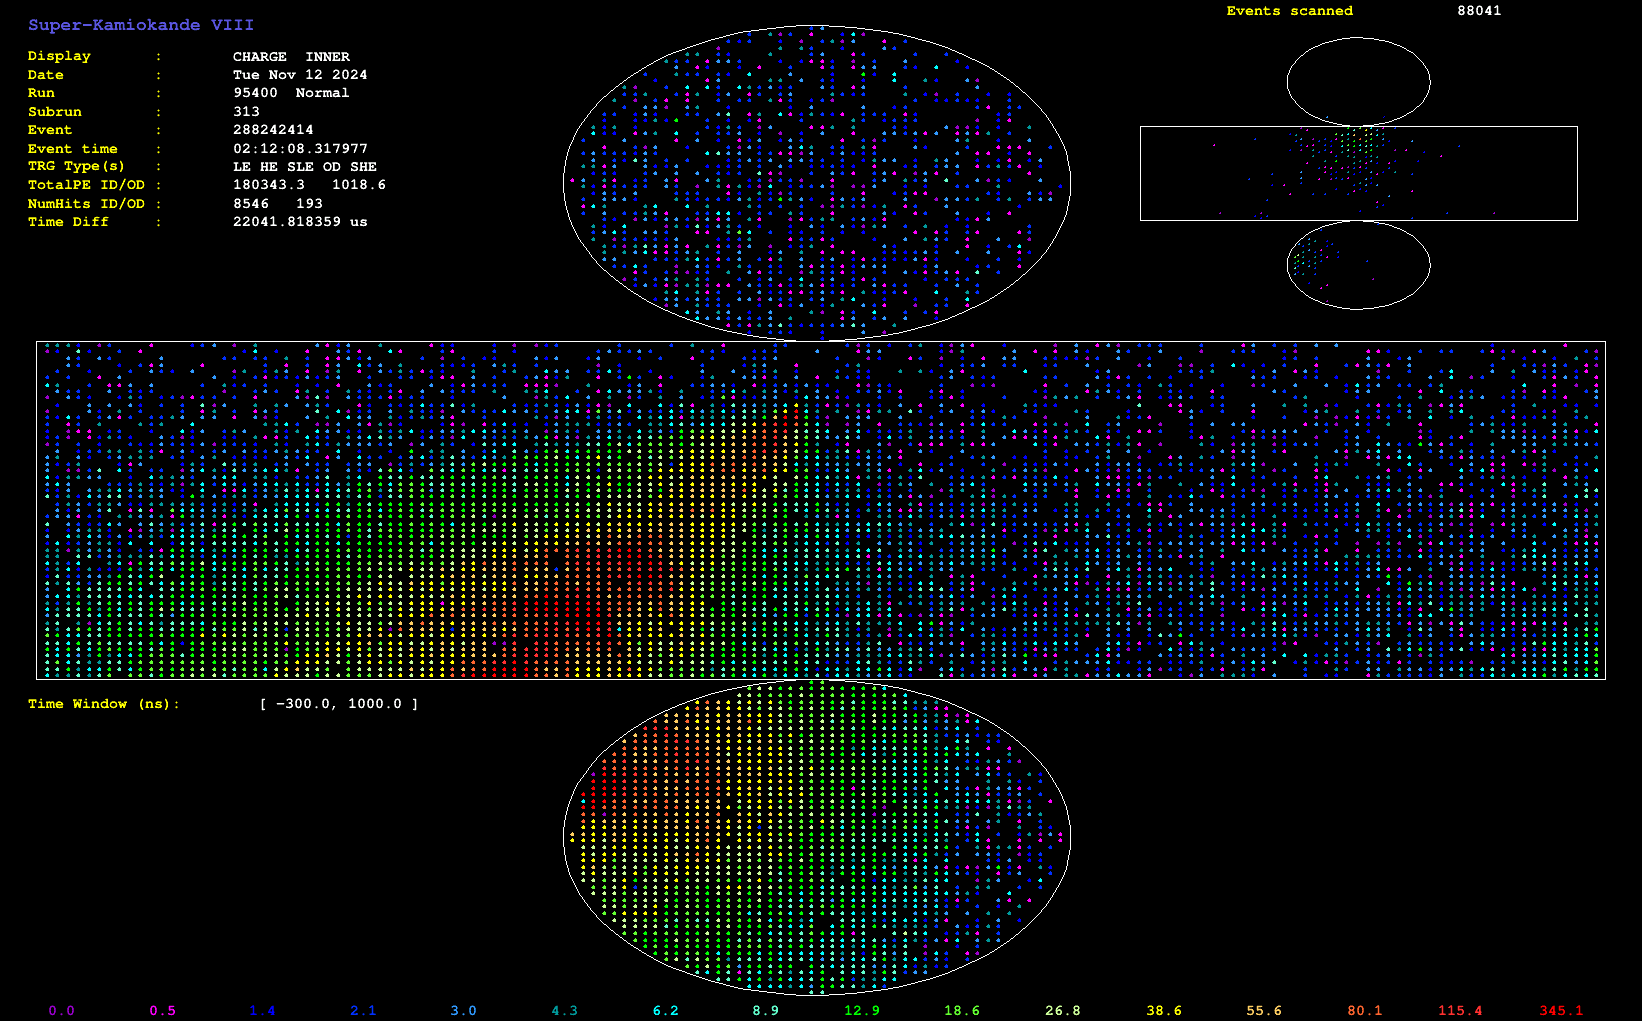 Super-Kamiokande VIII
Events scanned 88041
Display : CHARGE INNER
Date : Tue Nov 12 2024
Run : 95400 Normal
Subrun : 313
Event : 288242414
Event time : 02:12:08.317977
TRG Type(s) : LE HE SLE OD SHE
TotalPE ID/OD : 180343.3 1018.6
NumHits ID/OD : 8546 193
Time Diff : 22041.818359 us
Time Window (ns): [ -300.0, 1000.0 ]
0.0 0.5 1.4 2.1 3.0 4.3 6.2 8.9 12.9 18.6 26.8 38.6 55.6 80.1 115.4 345.1